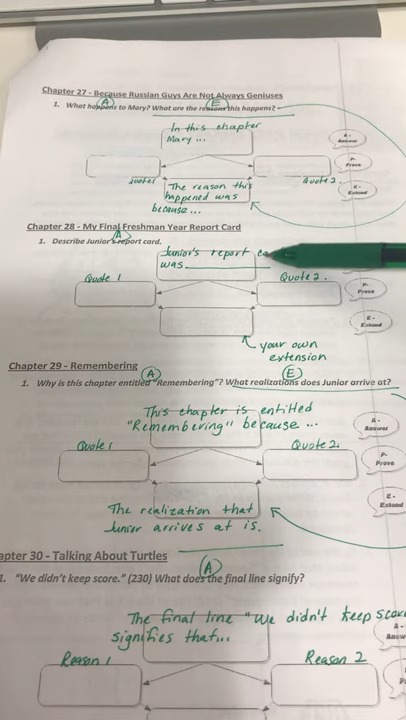 Chapter 27 - Because Russian Guys Are Not Always Geniuses
(A) (E)
1. What happens to Mary? What are the reasons this happens?
In this chapter
Mary ...
A - Answer
P- Prove
Quote 1
Quote 2
E - Extend
The reason this
happened was
because ...
Chapter 28 - My Final Freshman Year Report Card
(A)
1. Describe Junior's report card.
Junior's report
was
Quote 1
Quote 2.
P- Prove
E - Extend
your own
extension
Chapter 29 - Remembering
(A) (E)
1. Why is this chapter entitled "Remembering"? What realizations does Junior arrive at?
This chapter is entitled
"Remembering" because ...
A - Answer
Quote 1
Quote 2.
P- Prove
E - Extend
The realization that
Junior arrives at is.
apter 30 - Talking About Turtles
(A)
1. "We didn't keep score." (230) What does the final line signify?
The final line "We didn't keep scor
signifies that...
A -
Answ
Reason 1
Reason 2
P